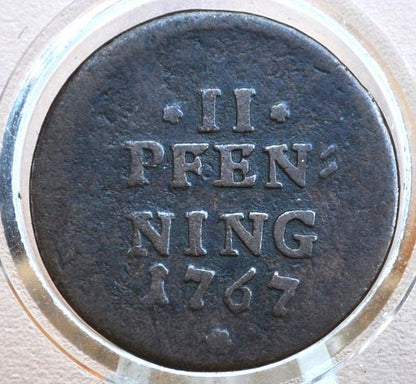 * II *
PFEN=
NING
1767
*